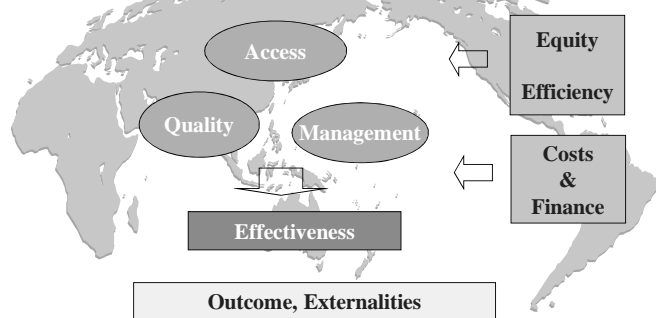 Access
Equity
Efficiency
Quality
Management
Costs
&
Finance
Effectiveness
Outcome, Externalities